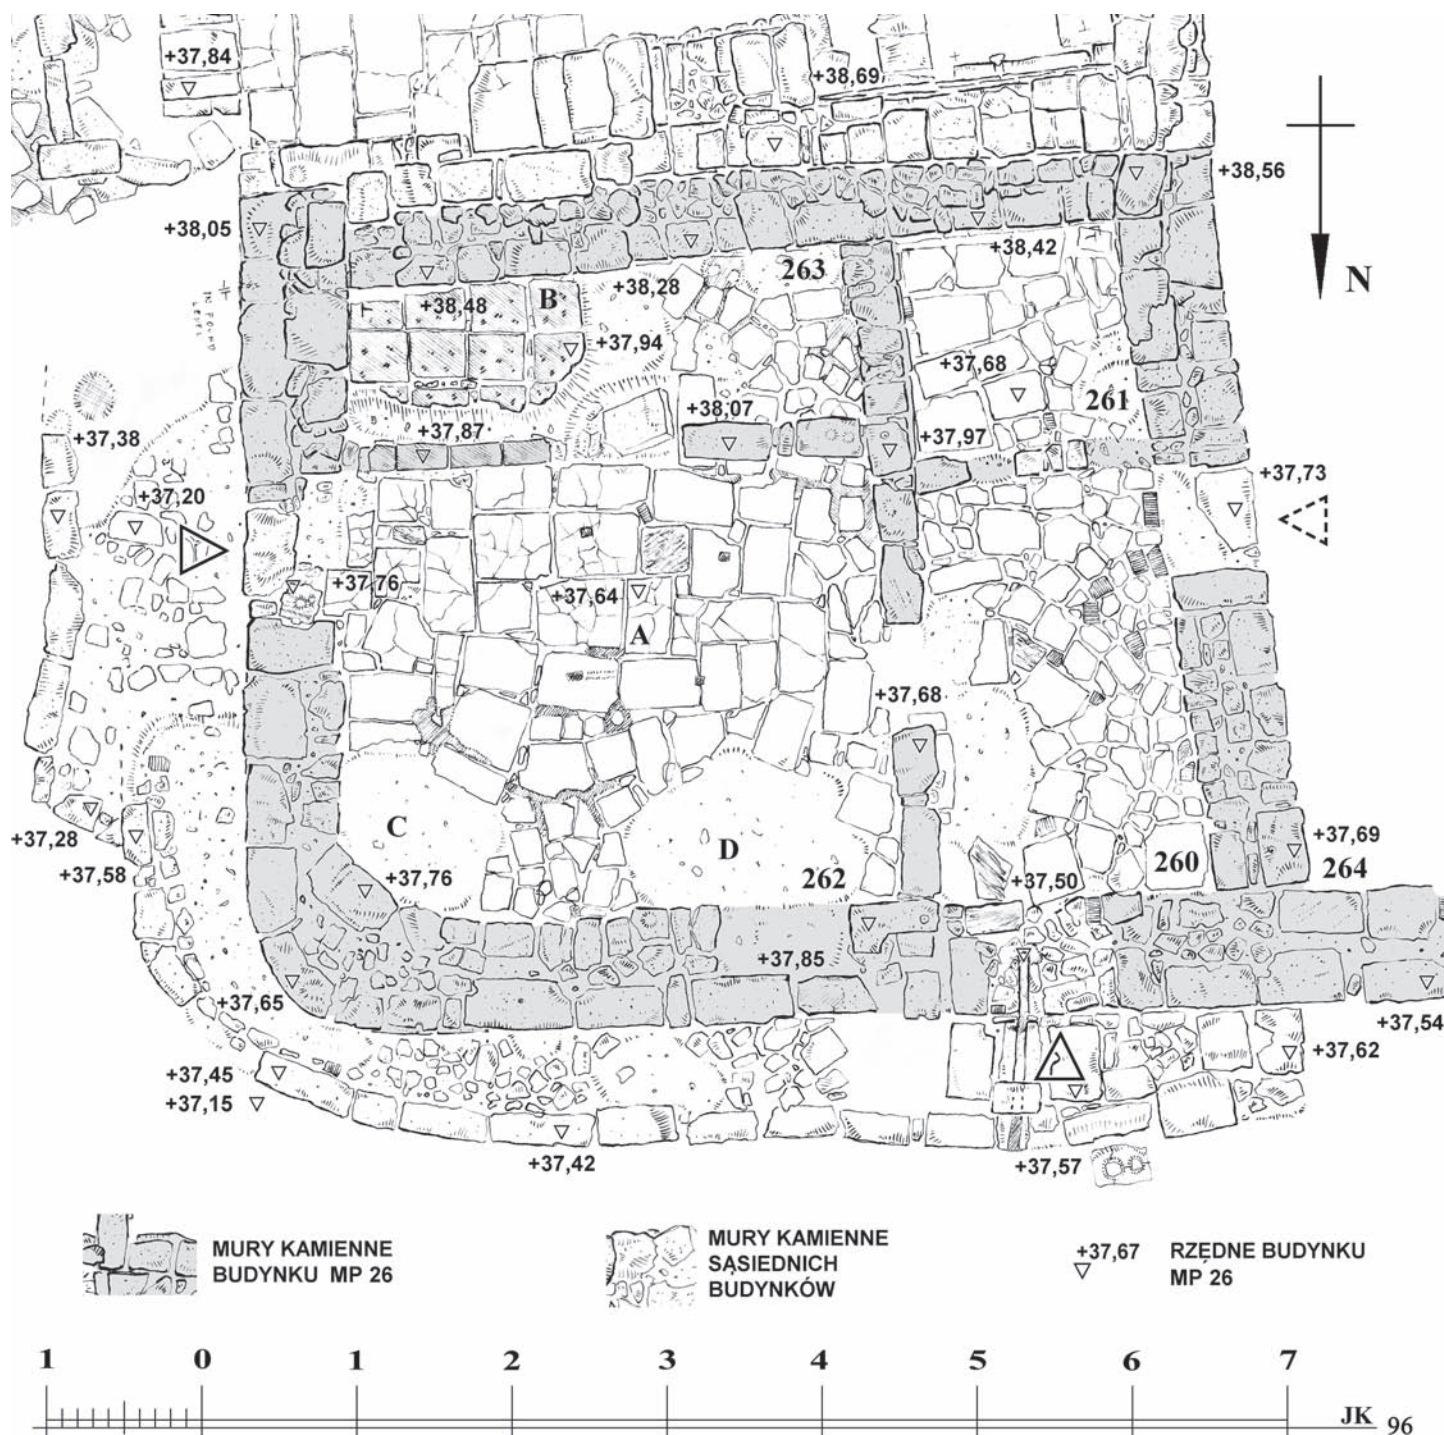 +37,84
+38,69
+38,56
+38,05
263
+38,42
N
B
+38,28
+38,48
IN FOUND
LEVEL
+37,94
+37,68
+38,07
261
+37,38
+37,87
+37,97
+37,73
+37,20
+37,76
+37,64
A
+37,68
C
D
+37,28
+37,69
+37,58
+37,76
262
+37,50
260
264
+37,85
+37,65
+37,54
+37,62
+37,45
+37,15
+37,42
+37,57
MURY KAMIENNE
BUDYNKU MP 26
MURY KAMIENNE
SĄSIEDNICH
BUDYNKÓW
+37,67
RZĘDNE BUDYNKU
MP 26
1 0 1 2 3 4 5 6 7
JK 96